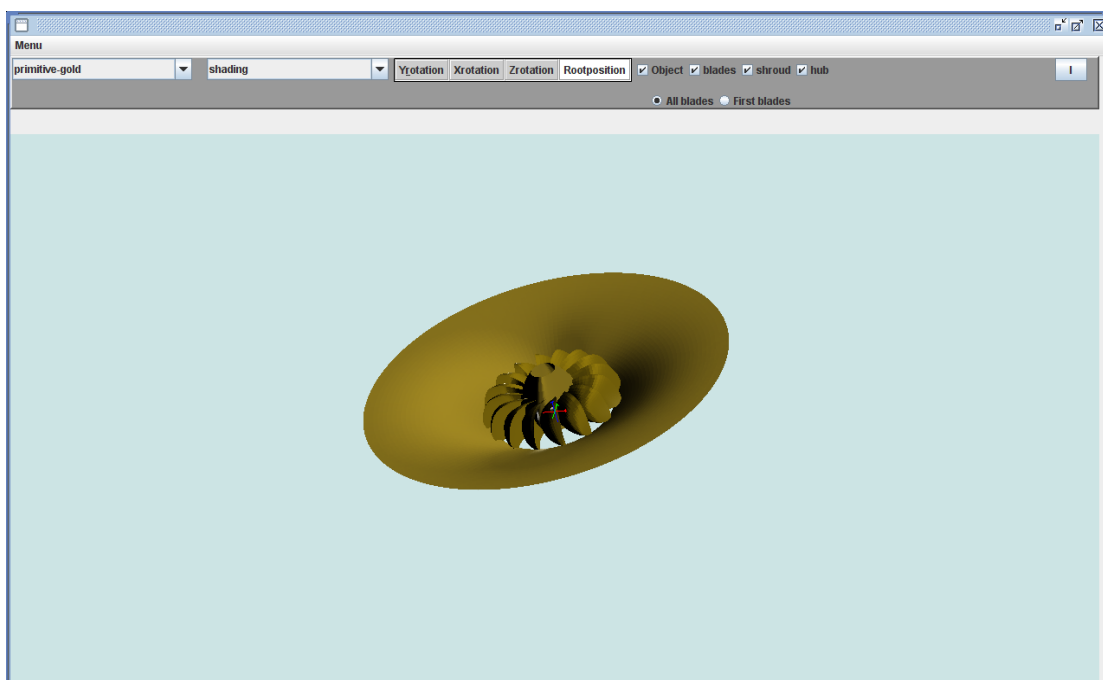 Menu
primitive-gold shading Yrotation Xrotation Zrotation Rootposition Object blades shroud hub I
All blades First blades